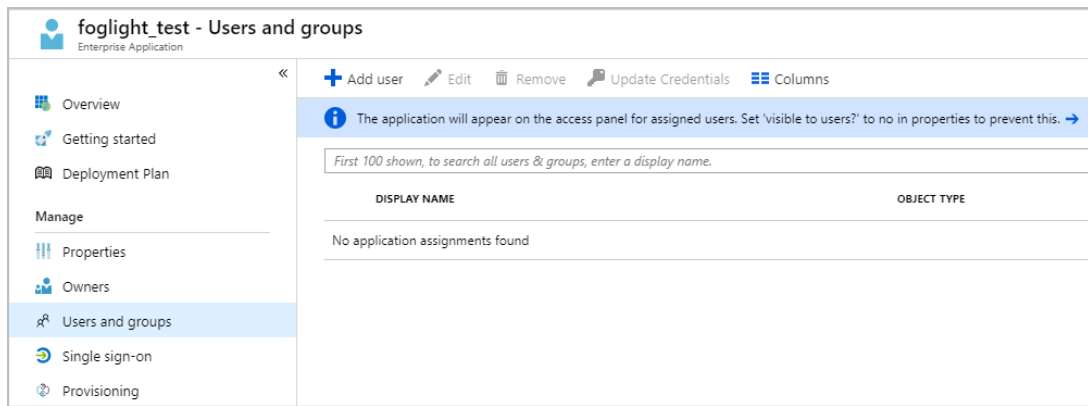 foglight_test - Users and groups
Enterprise Application
«
Overview
Getting started
Deployment Plan
Manage
Properties
Owners
Users and groups
Single sign-on
Provisioning
Add user Edit Remove Update Credentials Columns
The application will appear on the access panel for assigned users. Set 'visible to users?' to no in properties to prevent this. →
First 100 shown, to search all users & groups, enter a display name.
DISPLAY NAME OBJECT TYPE
No application assignments found